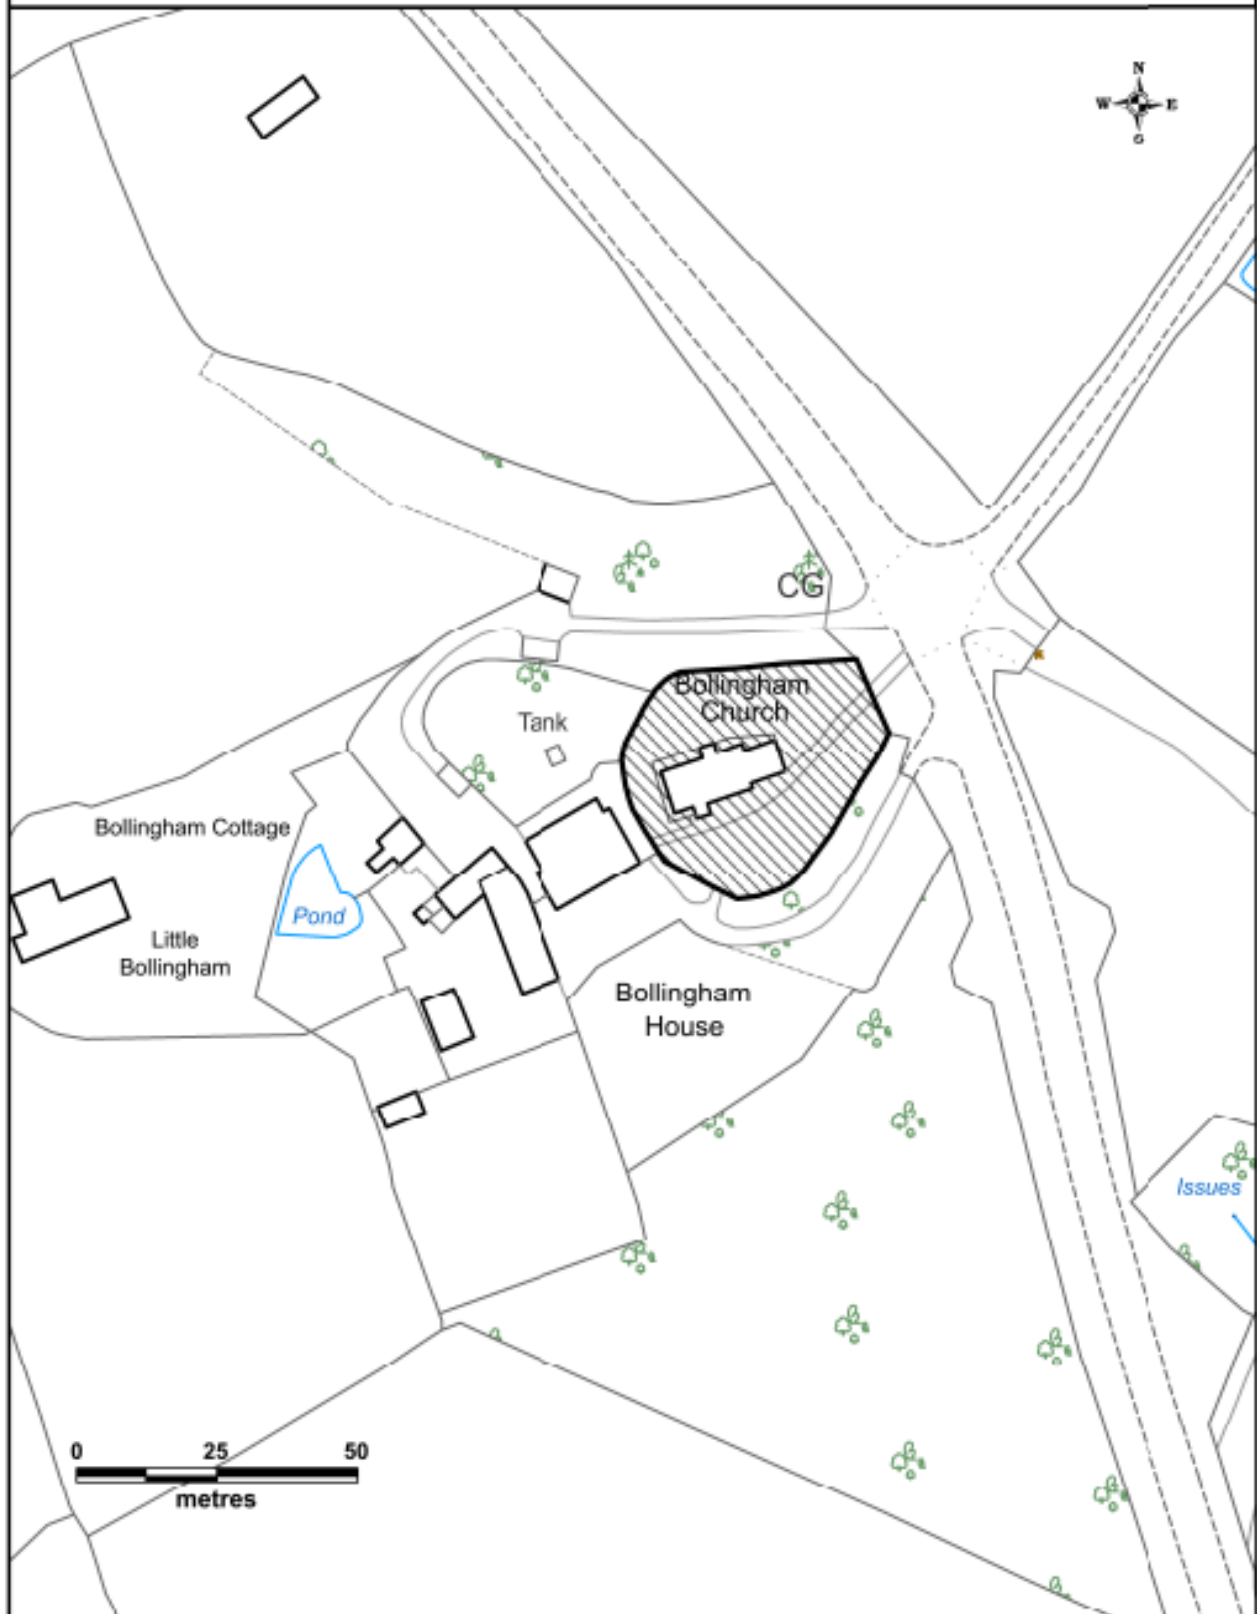 N
W E
G
CG
Bollingham
Church
Tank
Bollingham Cottage
Pond
Little
Bollingham
Bollingham
House
Issues
0 25 50
metres